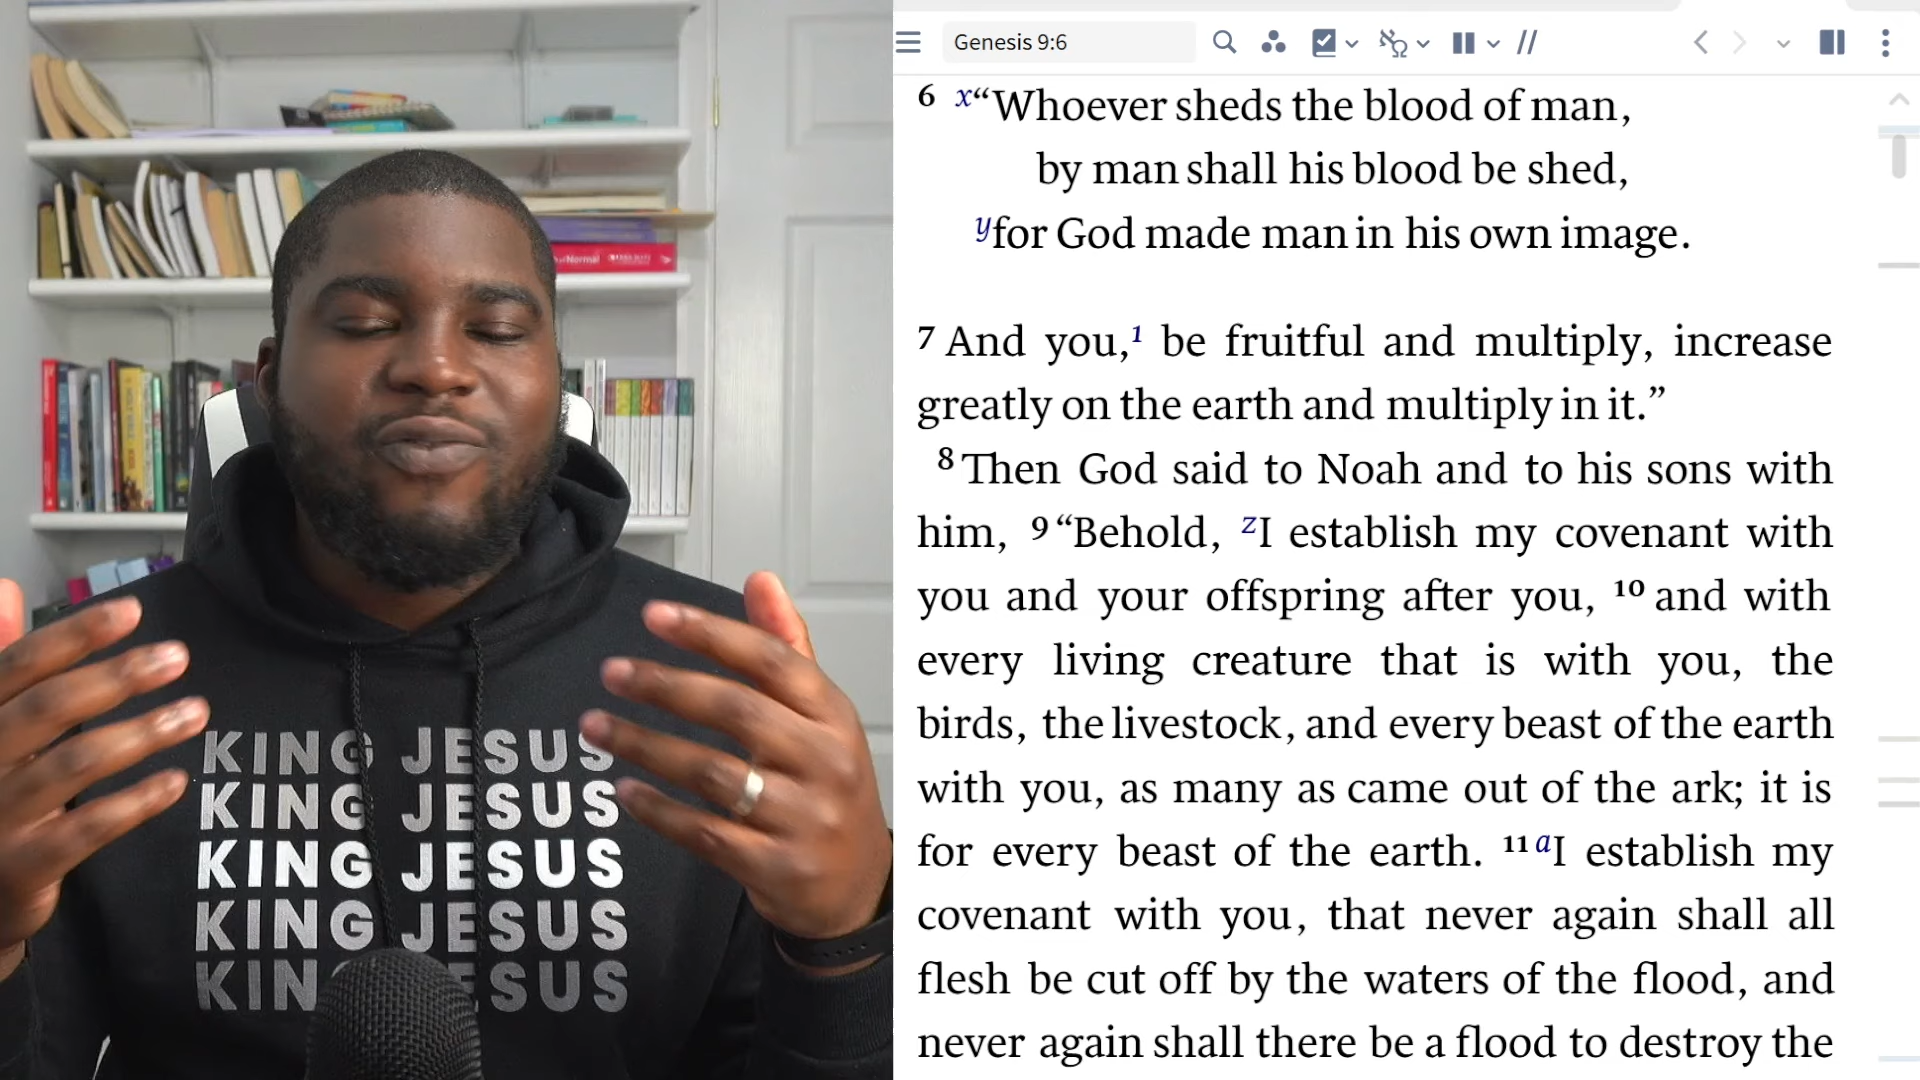 Genesis 9:6
6 x“Whoever sheds the blood of man,
by man shall his blood be shed,
yfor God made man in his own image.
7 And you,1 be fruitful and multiply, increase
greatly on the earth and multiply in it.”
8 Then God said to Noah and to his sons with
him, 9 “Behold, zI establish my covenant with
you and your offspring after you, 10 and with
every living creature that is with you, the
birds, the livestock, and every beast of the earth
with you, as many as came out of the ark; it is
for every beast of the earth. 11 aI establish my
covenant with you, that never again shall all
flesh be cut off by the waters of the flood, and
never again shall there be a flood to destroy the
KING JESUS
KING JESUS
KING JESUS
KING JESUS
KIN ESUS
Normal